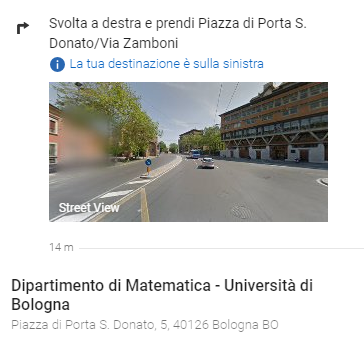 Svolta a destra e prendi Piazza di Porta S.
Donato/Via Zamboni
La tua destinazione è sulla sinistra
Street View
14 m
Dipartimento di Matematica - Università di
Bologna
Piazza di Porta S. Donato, 5, 40126 Bologna BO